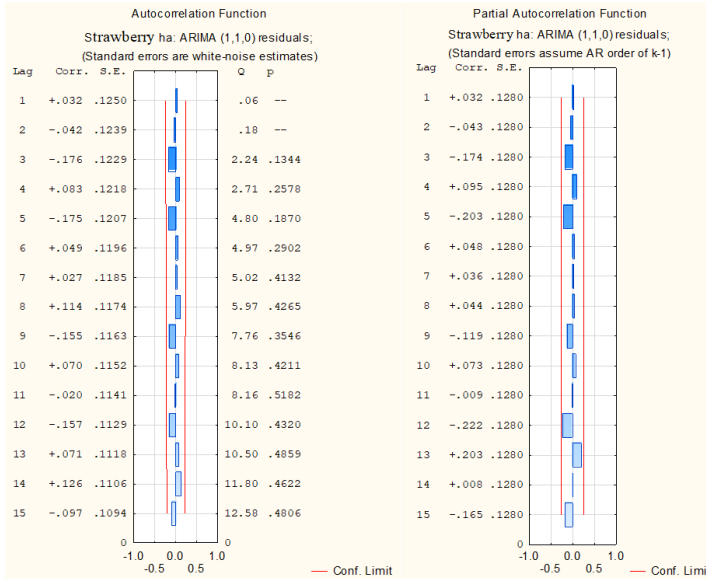 Autocorrelation Function
Strawberry ha: ARIMA (1,1,0) residuals;
(Standard errors are white-noise estimates)
Lag Corr. S.E. Q p
1 +.032 .1250 .06 --
2 -.042 .1239 .18 --
3 -.176 .1229 2.24 .1344
4 +.083 .1218 2.71 .2578
5 -.175 .1207 4.80 .1870
6 +.049 .1196 4.97 .2902
7 +.027 .1185 5.02 .4132
8 +.114 .1174 5.97 .4265
9 -.155 .1163 7.76 .3546
10 +.070 .1152 8.13 .4211
11 -.020 .1141 8.16 .5182
12 -.157 .1129 10.10 .4320
13 +.071 .1118 10.50 .4859
14 +.126 .1106 11.80 .4622
15 -.097 .1094 12.58 .4806
0 0
-1.0 0.0 1.0
-0.5 0.5
Conf. Limit
Partial Autocorrelation Function
Strawberry ha: ARIMA (1,1,0) residuals;
(Standard errors assume AR order of k-1)
Lag Corr. S.E.
1 +.032 .1280
2 -.043 .1280
3 -.174 .1280
4 +.095 .1280
5 -.203 .1280
6 +.048 .1280
7 +.036 .1280
8 +.044 .1280
9 -.119 .1280
10 +.073 .1280
11 -.009 .1280
12 -.222 .1280
13 +.203 .1280
14 +.008 .1280
15 -.165 .1280
0
-1.0 0.0 1.0
-0.5 0.5
Conf. Limi